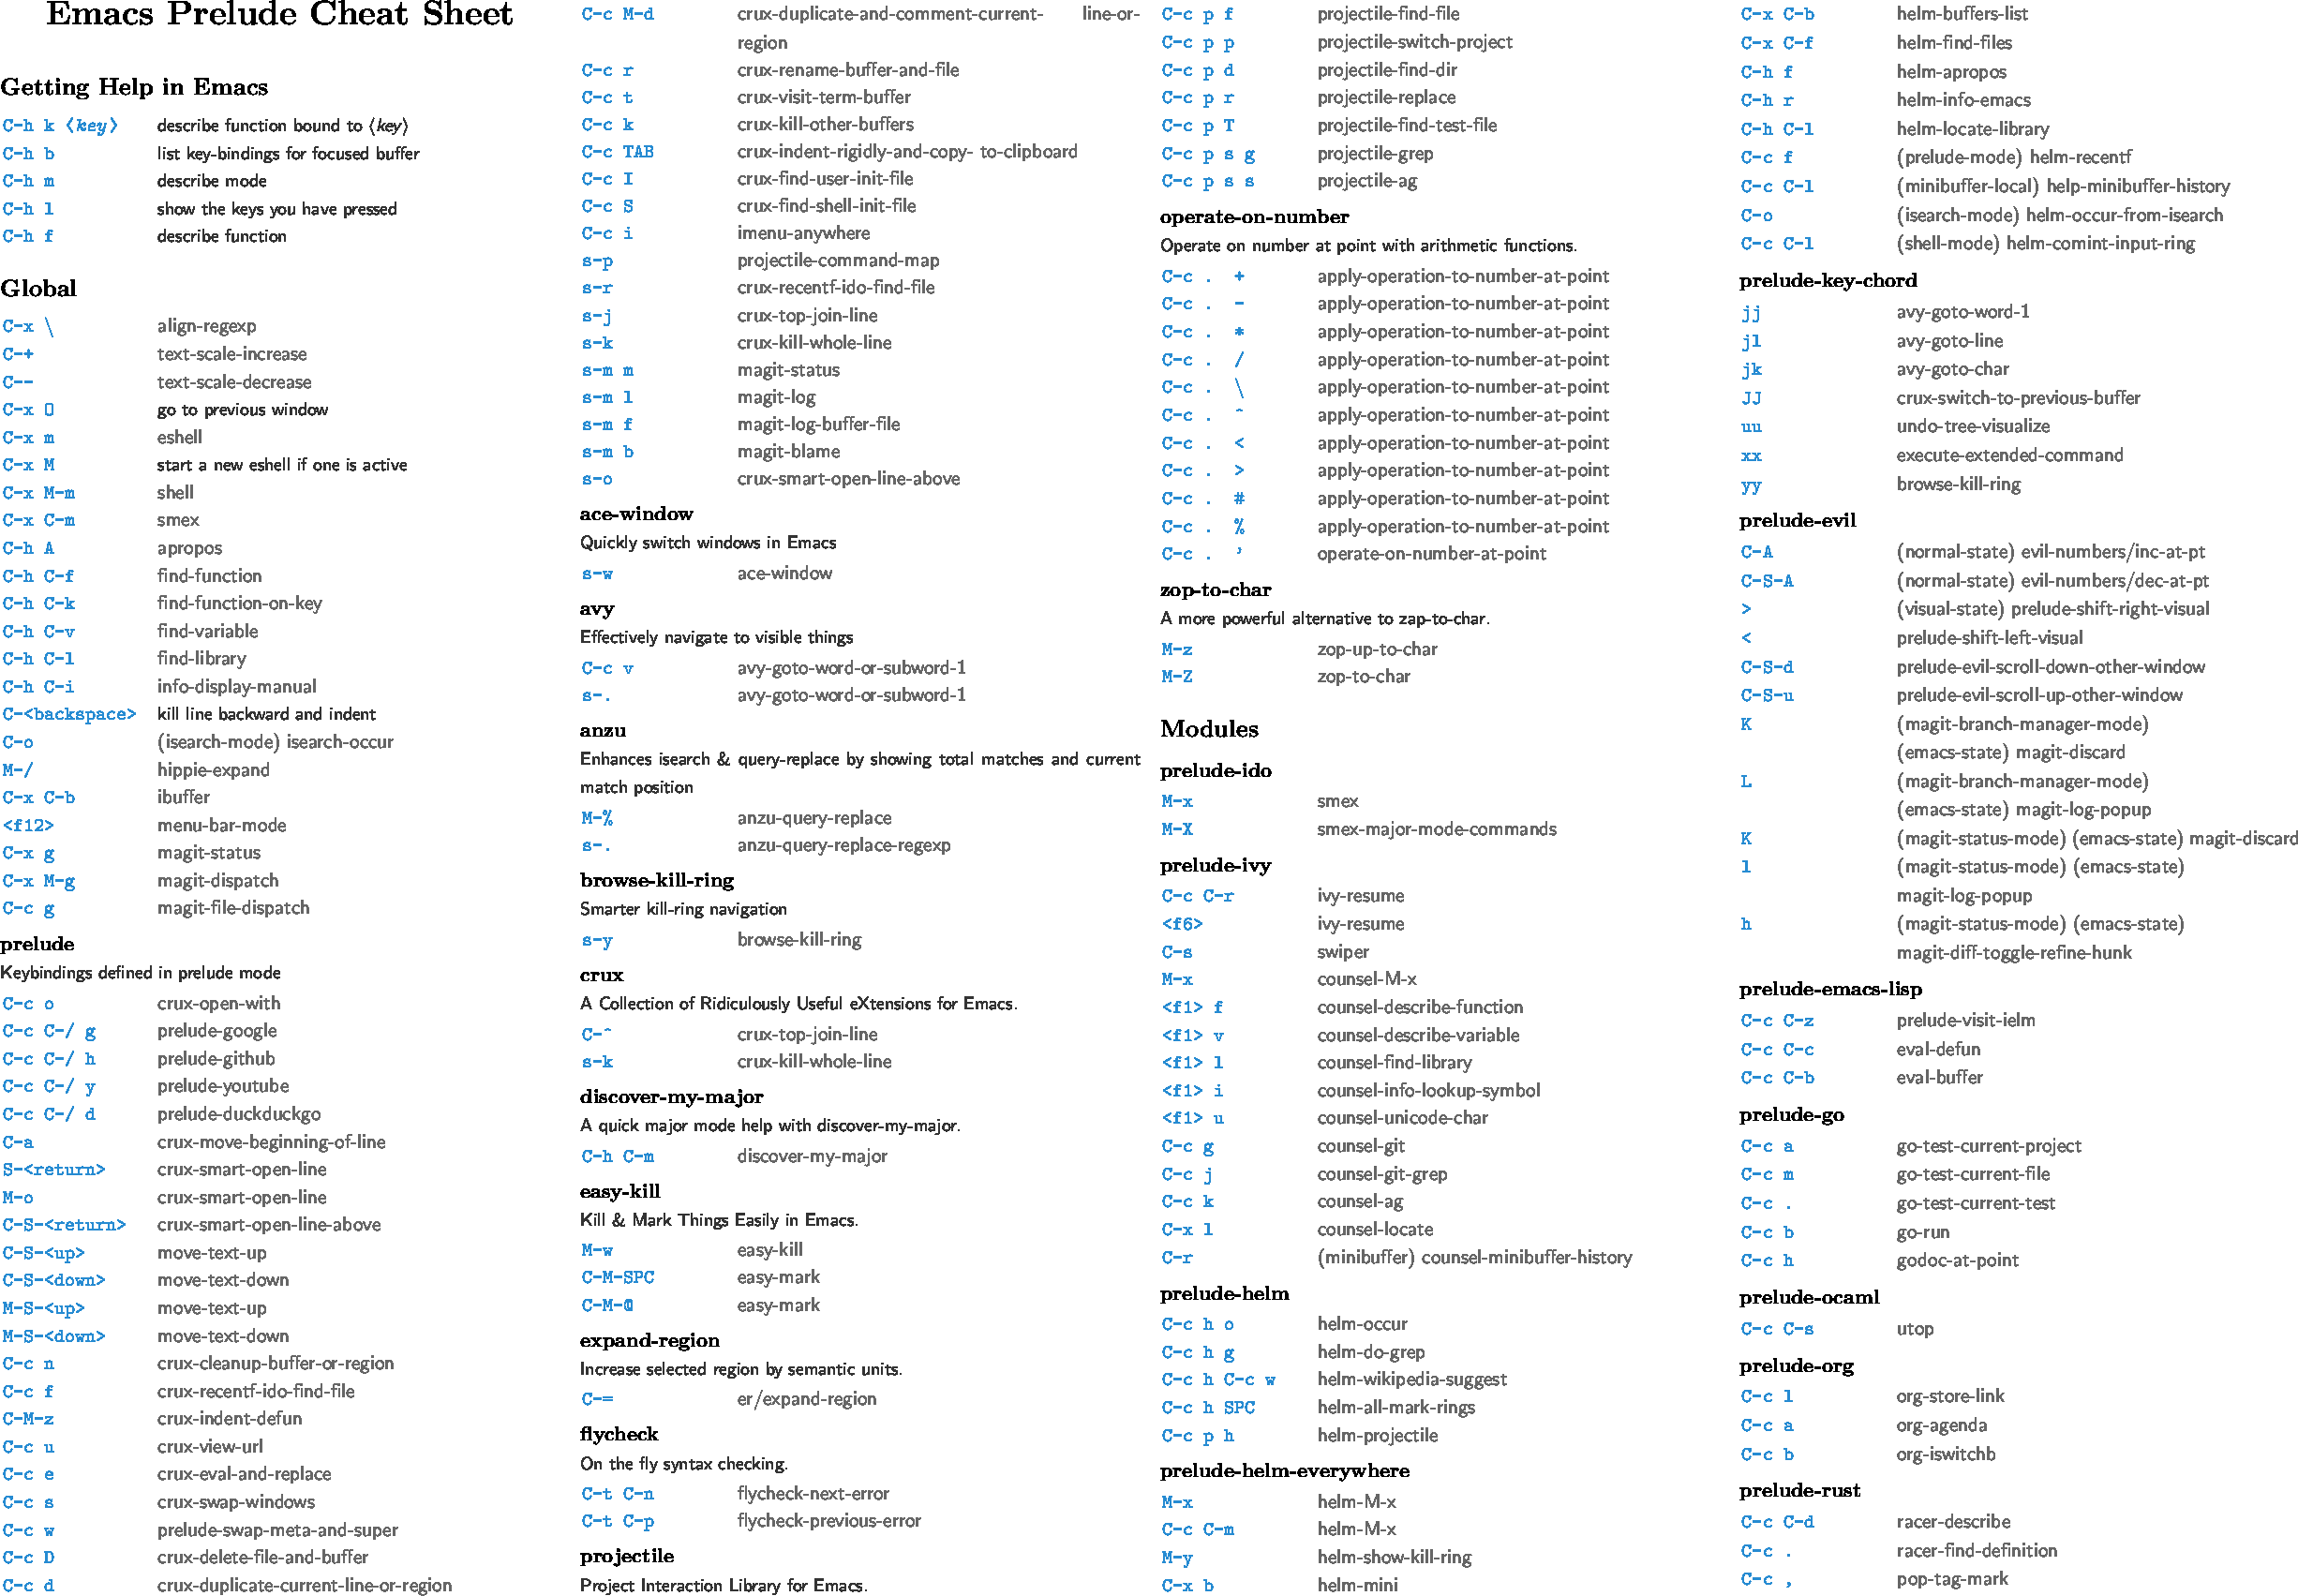 Emacs Prelude Cheat Sheet
Getting Help in Emacs
C-h k ⟨key⟩ describe function bound to ⟨key⟩
C-h b list key-bindings for focused buffer
C-h m describe mode
C-h l show the keys you have pressed
C-h f describe function
Global
C-x \ align-regexp
C-+ text-scale-increase
C-- text-scale-decrease
C-x O go to previous window
C-x m eshell
C-x M start a new eshell if one is active
C-x M-m shell
C-x C-m smex
C-h A apropos
C-h C-f find-function
C-h C-k find-function-on-key
C-h C-v find-variable
C-h C-l find-library
C-h C-i info-display-manual
C-<backspace> kill line backward and indent
C-o (isearch-mode) isearch-occur
M-/ hippie-expand
C-x C-b ibuffer
<f12> menu-bar-mode
C-x g magit-status
C-x M-g magit-dispatch
C-c g magit-file-dispatch
prelude
Keybindings defined in prelude mode
C-c o crux-open-with
C-c C-/ g prelude-google
C-c C-/ h prelude-github
C-c C-/ y prelude-youtube
C-c C-/ d prelude-duckduckgo
C-a crux-move-beginning-of-line
S-<return> crux-smart-open-line
M-o crux-smart-open-line
C-S-<return> crux-smart-open-line-above
C-S-<up> move-text-up
C-S-<down> move-text-down
M-S-<up> move-text-up
M-S-<down> move-text-down
C-c n crux-cleanup-buffer-or-region
C-c f crux-recentf-ido-find-file
C-M-z crux-indent-defun
C-c u crux-view-url
C-c e crux-eval-and-replace
C-c s crux-swap-windows
C-c w prelude-swap-meta-and-super
C-c D crux-delete-file-and-buffer
C-c d crux-duplicate-current-line-or-region
C-c M-d crux-duplicate-and-comment-current- line-or-
region
C-c r crux-rename-buffer-and-file
C-c t crux-visit-term-buffer
C-c k crux-kill-other-buffers
C-c TAB crux-indent-rigidly-and-copy- to-clipboard
C-c I crux-find-user-init-file
C-c S crux-find-shell-init-file
C-c i imenu-anywhere
s-p projectile-command-map
s-r crux-recentf-ido-find-file
s-j crux-top-join-line
s-k crux-kill-whole-line
s-m m magit-status
s-m l magit-log
s-m f magit-log-buffer-file
s-m b magit-blame
s-o crux-smart-open-line-above
ace-window
Quickly switch windows in Emacs
s-w ace-window
avy
Effectively navigate to visible things
C-c v avy-goto-word-or-subword-1
s-. avy-goto-word-or-subword-1
anzu
Enhances isearch & query-replace by showing total matches and current
match position
M-% anzu-query-replace
s-. anzu-query-replace-regexp
browse-kill-ring
Smarter kill-ring navigation
s-y browse-kill-ring
crux
A Collection of Ridiculously Useful eXtensions for Emacs.
C-^ crux-top-join-line
s-k crux-kill-whole-line
discover-my-major
A quick major mode help with discover-my-major.
C-h C-m discover-my-major
easy-kill
Kill & Mark Things Easily in Emacs.
M-w easy-kill
C-M-SPC easy-mark
C-M-@ easy-mark
expand-region
Increase selected region by semantic units.
C-= er/expand-region
flycheck
On the fly syntax checking.
C-t C-n flycheck-next-error
C-t C-p flycheck-previous-error
projectile
Project Interaction Library for Emacs.
C-c p f projectile-find-file
C-c p p projectile-switch-project
C-c p d projectile-find-dir
C-c p r projectile-replace
C-c p T projectile-find-test-file
C-c p s g projectile-grep
C-c p s s projectile-ag
operate-on-number
Operate on number at point with arithmetic functions.
C-c . + apply-operation-to-number-at-point
C-c . - apply-operation-to-number-at-point
C-c . * apply-operation-to-number-at-point
C-c . / apply-operation-to-number-at-point
C-c . \ apply-operation-to-number-at-point
C-c . ^ apply-operation-to-number-at-point
C-c . < apply-operation-to-number-at-point
C-c . > apply-operation-to-number-at-point
C-c . # apply-operation-to-number-at-point
C-c . % apply-operation-to-number-at-point
C-c . ' operate-on-number-at-point
zop-to-char
A more powerful alternative to zap-to-char.
M-z zop-up-to-char
M-Z zop-to-char
Modules
prelude-ido
M-x smex
M-X smex-major-mode-commands
prelude-ivy
C-c C-r ivy-resume
<f6> ivy-resume
C-s swiper
M-x counsel-M-x
<f1> f counsel-describe-function
<f1> v counsel-describe-variable
<f1> l counsel-find-library
<f1> i counsel-info-lookup-symbol
<f1> u counsel-unicode-char
C-c g counsel-git
C-c j counsel-git-grep
C-c k counsel-ag
C-x l counsel-locate
C-r (minibuffer) counsel-minibuffer-history
prelude-helm
C-c h o helm-occur
C-c h g helm-do-grep
C-c h C-c w helm-wikipedia-suggest
C-c h SPC helm-all-mark-rings
C-c p h helm-projectile
prelude-helm-everywhere
M-x helm-M-x
C-c C-m helm-M-x
M-y helm-show-kill-ring
C-x b helm-mini
C-x C-b helm-buffers-list
C-x C-f helm-find-files
C-h f helm-apropos
C-h r helm-info-emacs
C-h C-l helm-locate-library
C-c f (prelude-mode) helm-recentf
C-c C-l (minibuffer-local) help-minibuffer-history
C-o (isearch-mode) helm-occur-from-isearch
C-c C-l (shell-mode) helm-comint-input-ring
prelude-key-chord
jj avy-goto-word-1
jl avy-goto-line
jk avy-goto-char
JJ crux-switch-to-previous-buffer
uu undo-tree-visualize
xx execute-extended-command
yy browse-kill-ring
prelude-evil
C-A (normal-state) evil-numbers/inc-at-pt
C-S-A (normal-state) evil-numbers/dec-at-pt
> (visual-state) prelude-shift-right-visual
< prelude-shift-left-visual
C-S-d prelude-evil-scroll-down-other-window
C-S-u prelude-evil-scroll-up-other-window
K (magit-branch-manager-mode)
(emacs-state) magit-discard
L (magit-branch-manager-mode)
(emacs-state) magit-log-popup
K (magit-status-mode) (emacs-state) magit-discard
l (magit-status-mode) (emacs-state)
magit-log-popup
h (magit-status-mode) (emacs-state)
magit-diff-toggle-refine-hunk
prelude-emacs-lisp
C-c C-z prelude-visit-ielm
C-c C-c eval-defun
C-c C-b eval-buffer
prelude-go
C-c a go-test-current-project
C-c m go-test-current-file
C-c . go-test-current-test
C-c b go-run
C-c h godoc-at-point
prelude-ocaml
C-c C-s utop
prelude-org
C-c l org-store-link
C-c a org-agenda
C-c b org-iswitchb
prelude-rust
C-c C-d racer-describe
C-c . racer-find-definition
C-c , pop-tag-mark